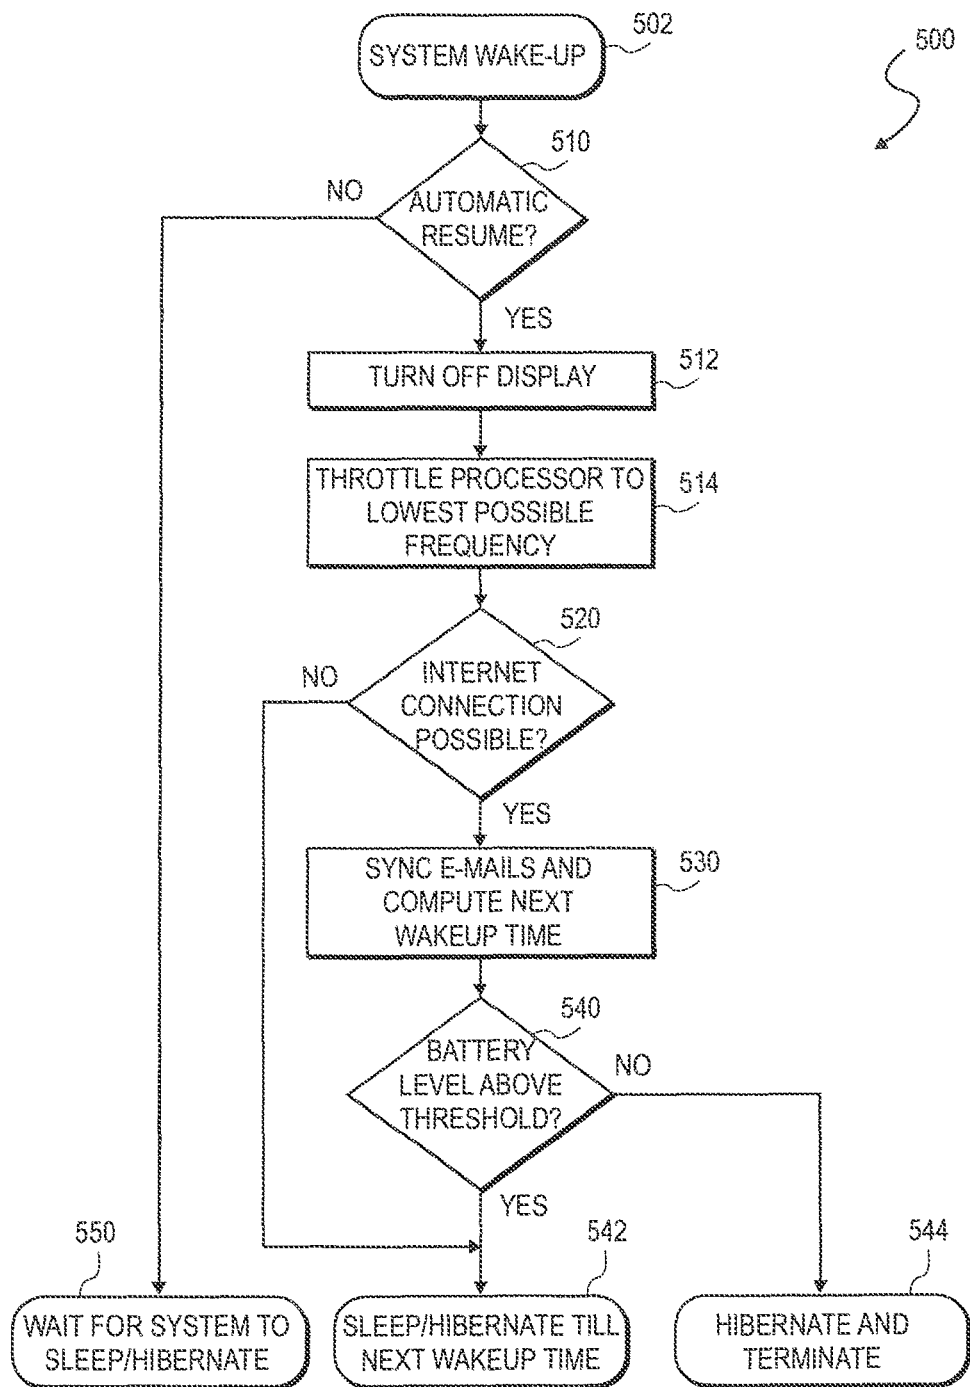 502
SYSTEM WAKE-UP
500
510
NO
AUTOMATIC
RESUME?
YES
512
TURN OFF DISPLAY
514
THROTTLE PROCESSOR TO
LOWEST POSSIBLE
FREQUENCY
520
NO
INTERNET
CONNECTION
POSSIBLE?
YES
530
SYNC E-MAILS AND
COMPUTE NEXT
WAKEUP TIME
540
BATTERY
LEVEL ABOVE
THRESHOLD?
NO
YES
550
WAIT FOR SYSTEM TO
SLEEP/HIBERNATE
542
SLEEP/HIBERNATE TILL
NEXT WAKEUP TIME
544
HIBERNATE AND
TERMINATE